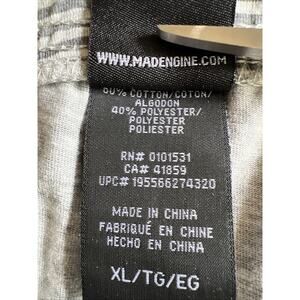 WWW.MADENGINE.COM
60% COTTON/COTON/
ALGODON
40% POLYESTER/
POLYESTER
POLIESTER
RN# 0101531
CA# 41859
UPC# 195566274320
MADE IN CHINA
FABRIQUÉ EN CHINE
HECHO EN CHINA
XL/TG/EG